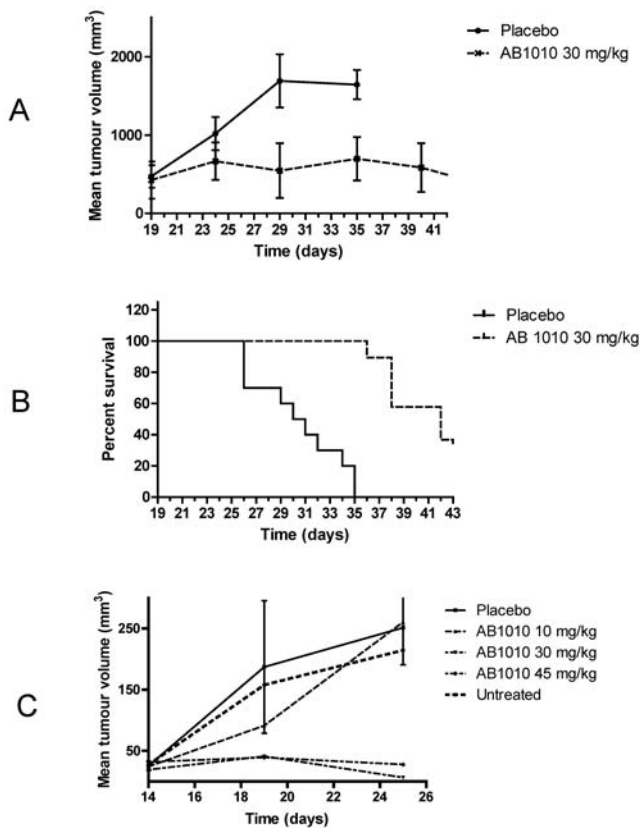 A
Mean tumour volume (mm³)
2000
1000
0
19 21 23 24 26 29 31 33 35 37 39 41
Time (days)
Placebo
AB1010 30 mg/kg
B
Percent survival
120
100
80
60
40
20
0
19 21 23 25 27 29 31 33 35 37 39 41 43
Time (days)
Placebo
AB 1010 30 mg/kg
C
Mean tumour volume (mm³)
250
150
50
14 16 18 20 22 24 26
Time (days)
Placebo
AB1010 10 mg/kg
AB1010 30 mg/kg
AB1010 45 mg/kg
Untreated